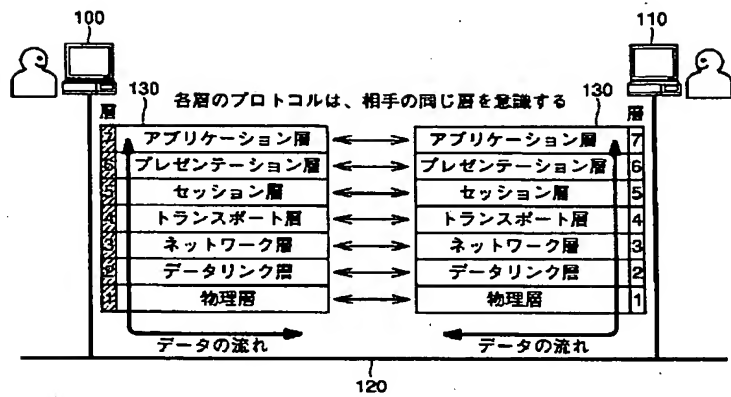 100
110
130
各層のプロトコルは、相手の同じ層を意識する
130
層
層
7 アプリケーション層 アプリケーション層 7
6 プレゼンテーション層 プレゼンテーション層 6
5 セッション層 セッション層 5
4 トランスポート層 トランスポート層 4
3 ネットワーク層 ネットワーク層 3
2 データリンク層 データリンク層 2
1 物理層 物理層 1
データの流れ データの流れ
120